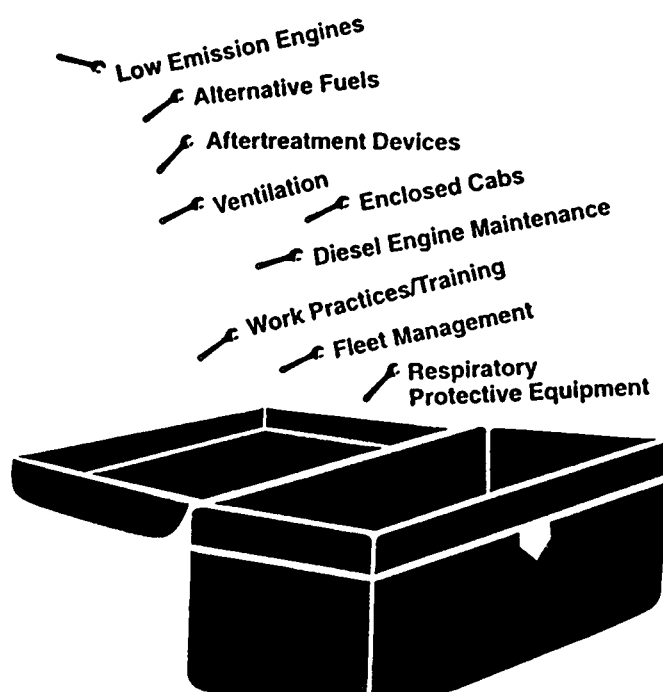 Low Emission Engines
Alternative Fuels
Aftertreatment Devices
Ventilation
Enclosed Cabs
Diesel Engine Maintenance
Work Practices/Training
Fleet Management
Respiratory
Protective Equipment